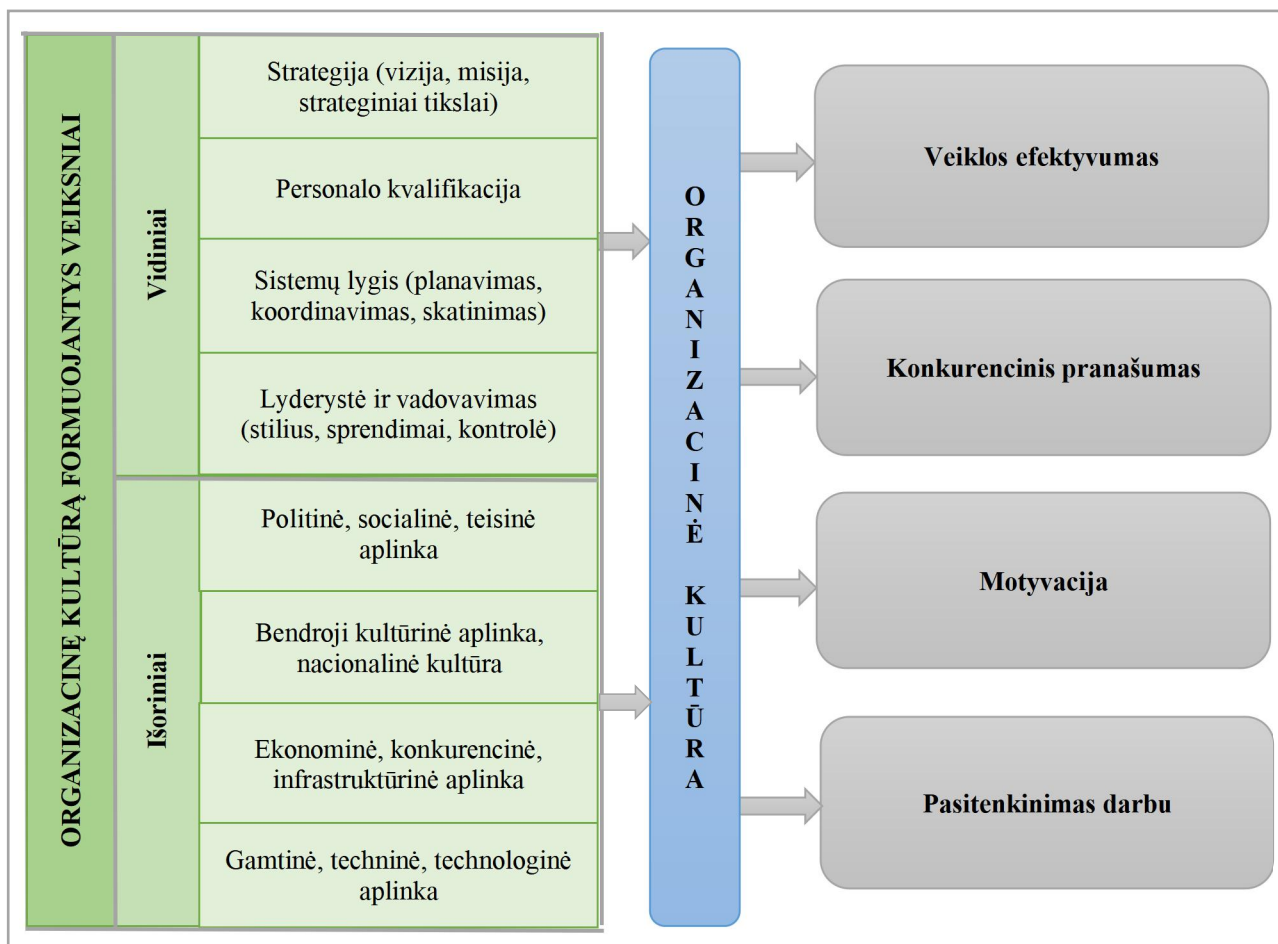 ORGANIZACINĘ KULTŪRĄ FORMUOJANTYS VEIKSNIAI
Vidiniai
Strategija (vizija, misija,
strateginiai tikslai)
Personalo kvalifikacija
Sistemų lygis (planavimas,
koordinavimas, skatinimas)
Lyderystė ir vadovavimas
(stilius, sprendimai, kontrolė)
Išoriniai
Politinė, socialinė, teisinė
aplinka
Bendroji kultūrinė aplinka,
nacionalinė kultūra
Ekonominė, konkurencinė,
infrastruktūrinė aplinka
Gamtinė, techninė, technologinė
aplinka
ORGANIZACINĖ KULTŪRA
Veiklos efektyvumas
Konkurencinis pranašumas
Motyvacija
Pasitenkinimas darbu